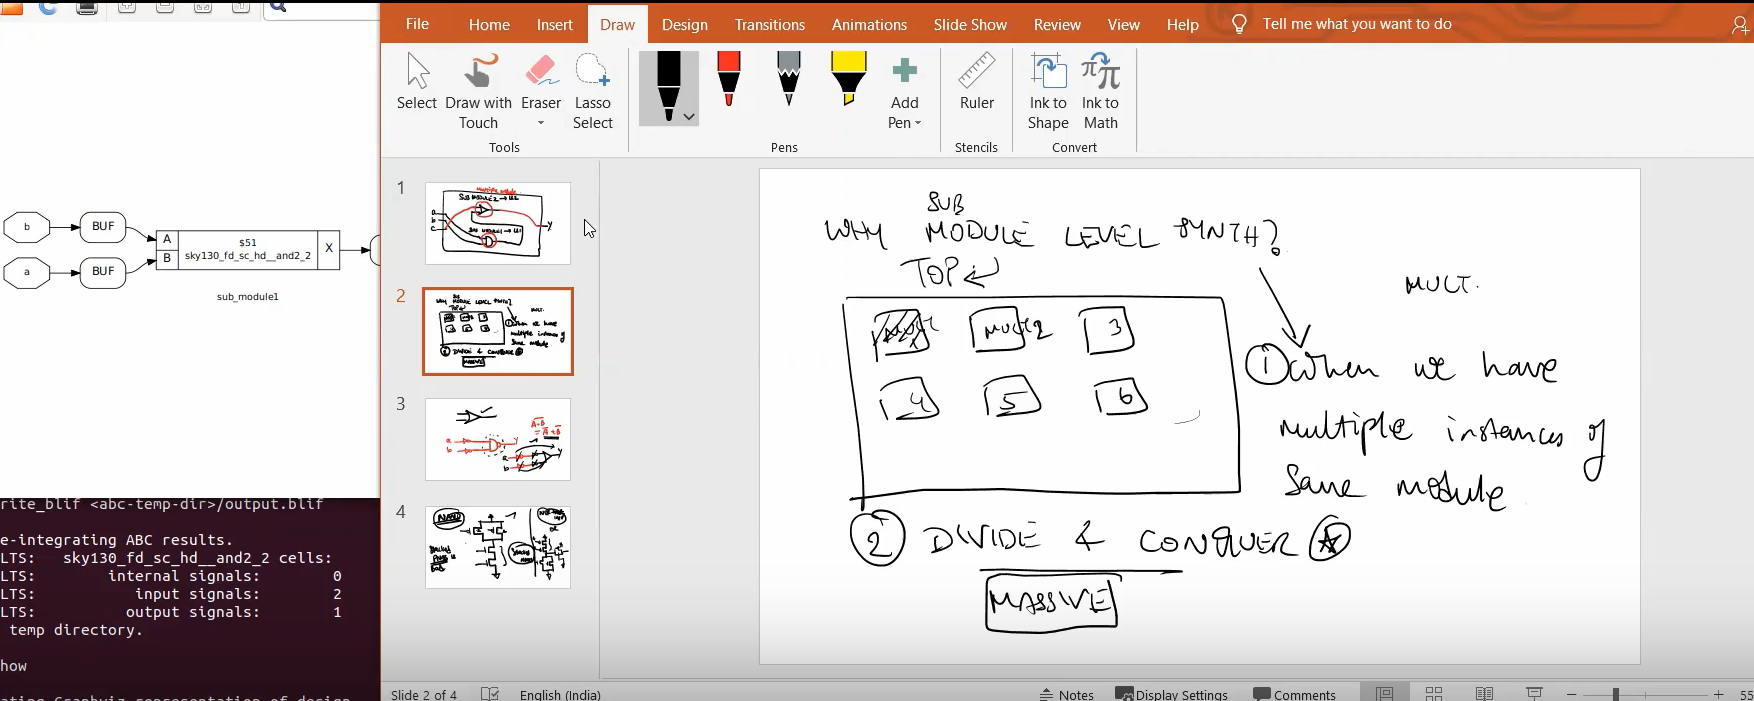 File Home Insert Draw Design Transitions Animations Slide Show Review View Help Tell me what you want to do
Select
Draw with
Touch
Eraser
Lasso
Select
Add
Pen
Ruler
Ink to
Shape
Ink to
Math
Tools Pens Stencils Convert
b BUF
a BUF
A
B
$51
sky130_fd_sc_hd__and2_2
X
sub_module1
rite_blif <abc-temp-dir>/output.blif
e-integrating ABC results.
LTS: sky130_fd_sc_hd__and2_2 cells:
LTS: internal signals: 0
LTS: input signals: 2
LTS: output signals: 1
temp directory.
how
1
2
3
4
SUB
WHY MODULE LEVEL SYNTH?
TOP
MULT.
MULT2 3
4 5 6
1 When we have
multiple instances of
Same module
2 DIVIDE & CONQUER
MASSIVE
Slide 2 of 4 English (India) Notes Display Settings Comments 55